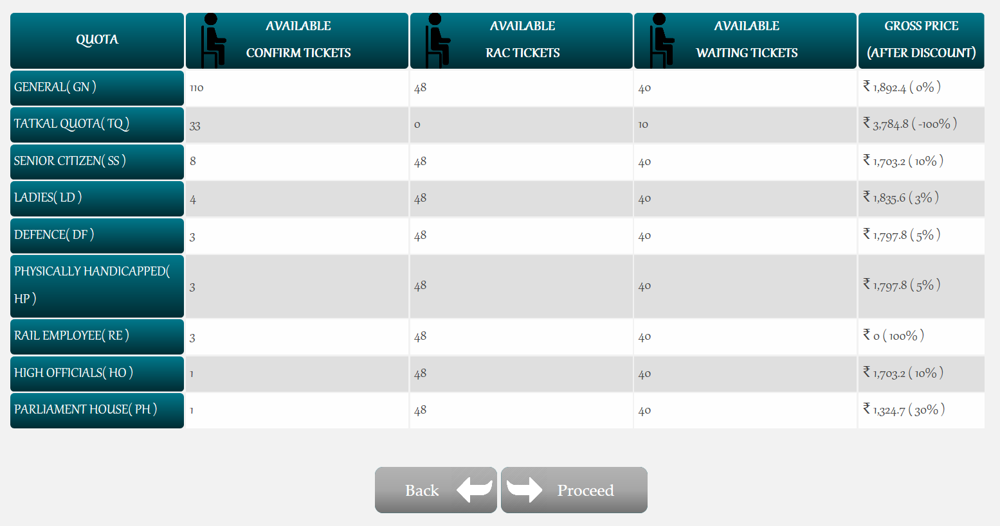 QUOTA
AVAILABLE
CONFIRM TICKETS
AVAILABLE
RAC TICKETS
AVAILABLE
WAITING TICKETS
GROSS PRICE
(AFTER DISCOUNT)
GENERAL( GN ) 110 48 40 ₹ 1,892.4 ( 0% )
TATKAL QUOTA( TQ ) 33 0 10 ₹ 3,784.8 ( -100% )
SENIOR CITIZEN( SS ) 8 48 40 ₹ 1,703.2 ( 10% )
LADIES( LD ) 4 48 40 ₹ 1,835.6 ( 3% )
DEFENCE( DF ) 3 48 40 ₹ 1,797.8 ( 5% )
PHYSICALLY HANDICAPPED(
HP ) 3 48 40 ₹ 1,797.8 ( 5% )
RAIL EMPLOYEE( RE ) 3 48 40 ₹ 0 ( 100% )
HIGH OFFICIALS( HO ) 1 48 40 ₹ 1,703.2 ( 10% )
PARLIAMENT HOUSE( PH ) 1 48 40 ₹ 1,324.7 ( 30% )
Back Proceed